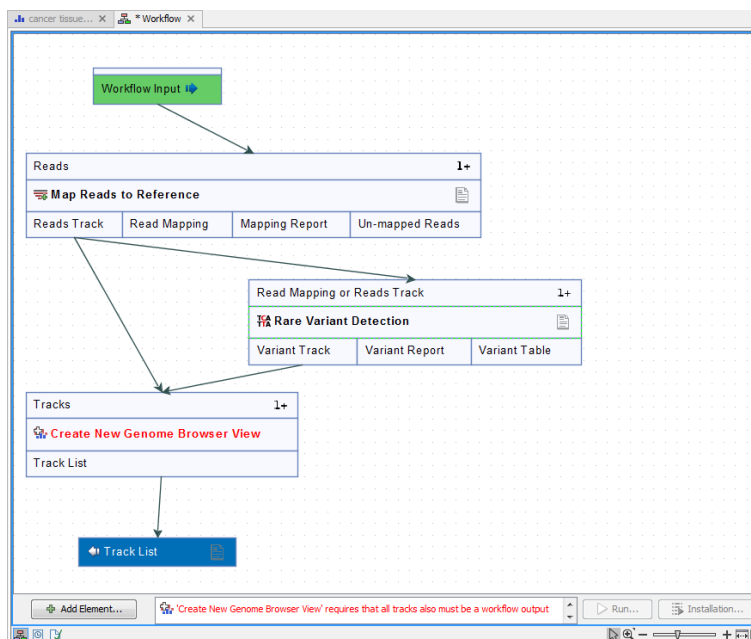 cancer tissue...
* Workflow
Workflow Input
Reads 1+
Map Reads to Reference
Reads Track Read Mapping Mapping Report Un-mapped Reads
Read Mapping or Reads Track 1+
Rare Variant Detection
Variant Track Variant Report Variant Table
Tracks 1+
Create New Genome Browser View
Track List
Track List
Add Element... 'Create New Genome Browser View' requires that all tracks also must be a workflow output Run... Installation...